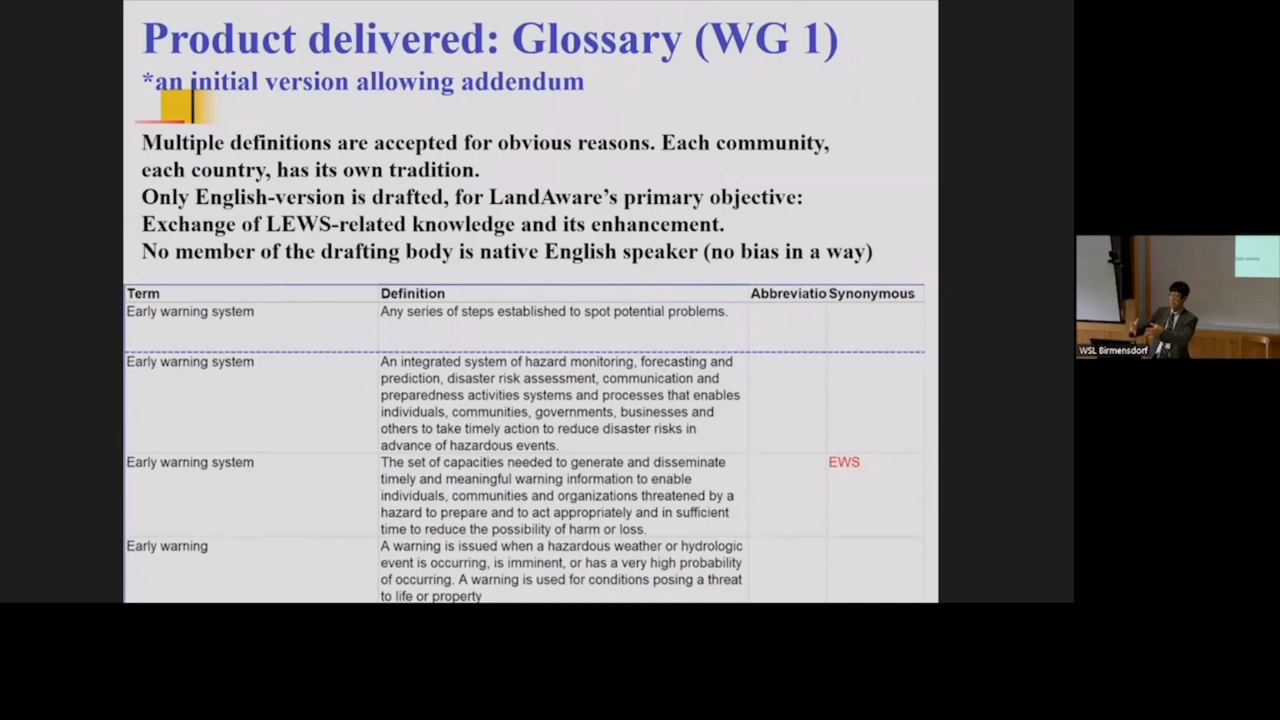 Product delivered: Glossary (WG 1)
*an initial version allowing addendum
Multiple definitions are accepted for obvious reasons. Each community,
each country, has its own tradition.
Only English-version is drafted, for LandAware's primary objective:
Exchange of LEWS-related knowledge and its enhancement.
No member of the drafting body is native English speaker (no bias in a way)
Term Definition Abbreviatio Synonymous
Early warning system Any series of steps established to spot potential problems.
Early warning system An integrated system of hazard monitoring, forecasting and
prediction, disaster risk assessment, communication and
preparedness activities systems and processes that enables
individuals, communities, governments, businesses and
others to take timely action to reduce disaster risks in
advance of hazardous events.
Early warning system The set of capacities needed to generate and disseminate EWS
timely and meaningful warning information to enable
individuals, communities and organizations threatened by a
hazard to prepare and to act appropriately and in sufficient
time to reduce the possibility of harm or loss.
Early warning A warning is issued when a hazardous weather or hydrologic
event is occurring, is imminent, or has a very high probability
of occurring. A warning is used for conditions posing a threat
to life or property
Early warning
WSL Birmensdorf